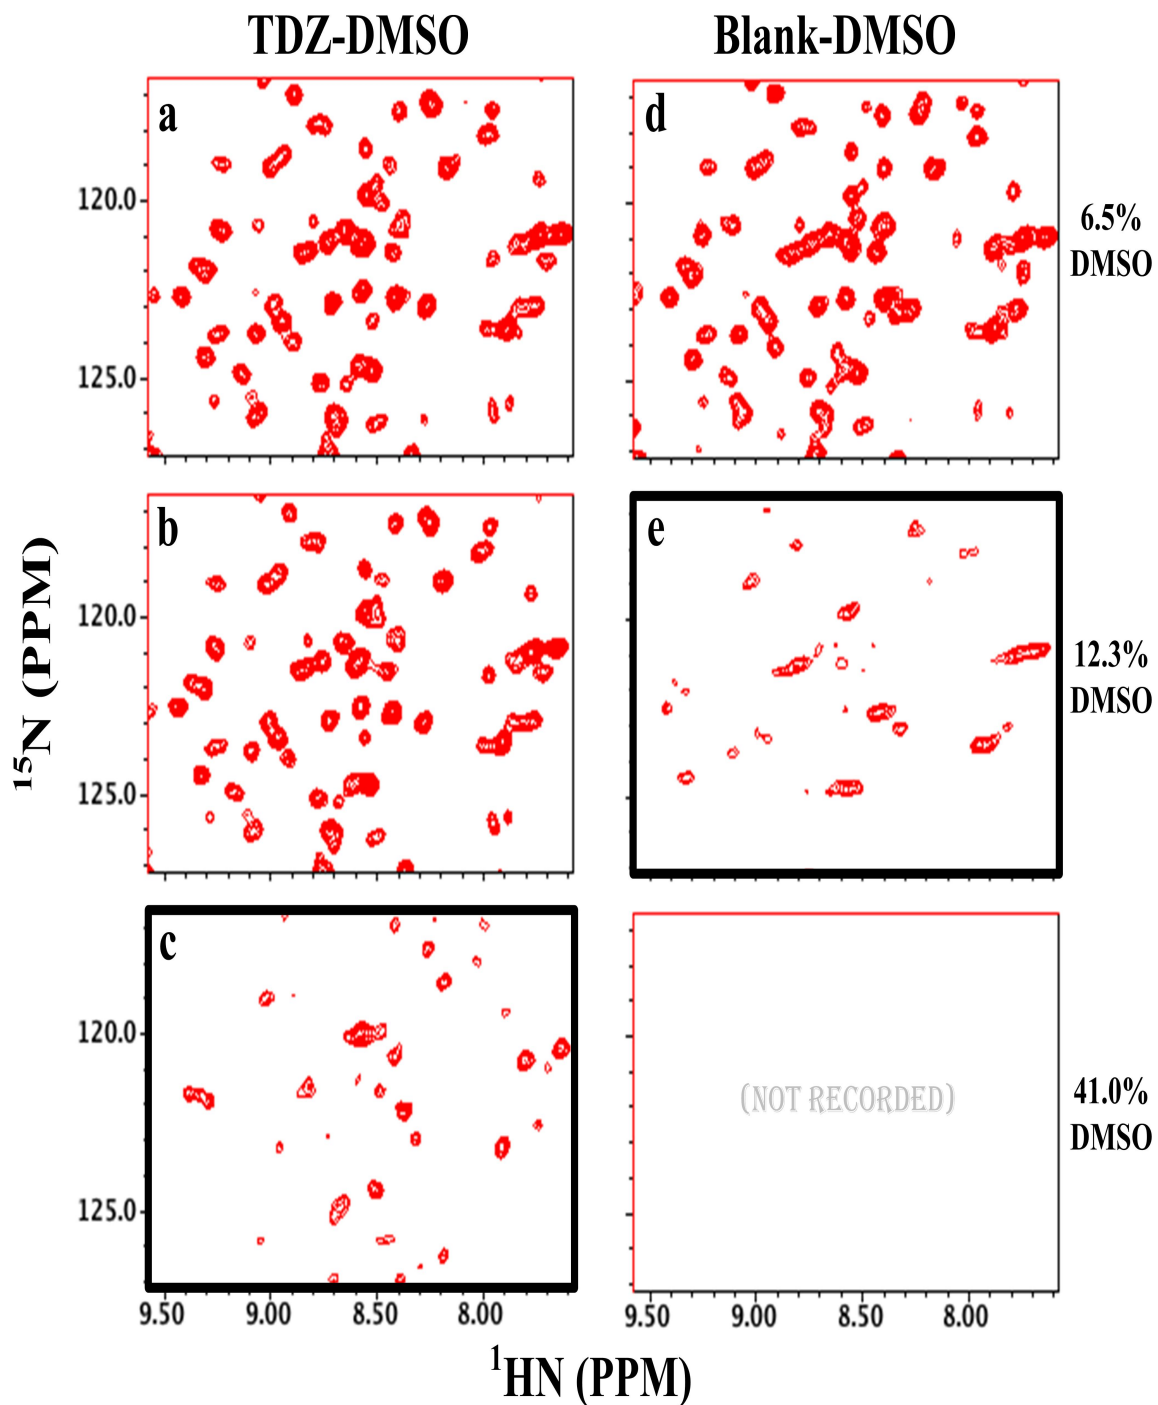 TDZ-DMSO Blank-DMSO
a d
120.0
125.0
6.5%
DMSO
b e
120.0
125.0
12.3%
DMSO
c
120.0
125.0
(NOT RECORDED)
41.0%
DMSO
15N (PPM)
9.50 9.00 8.50 8.00 9.50 9.00 8.50 8.00
1HN (PPM)